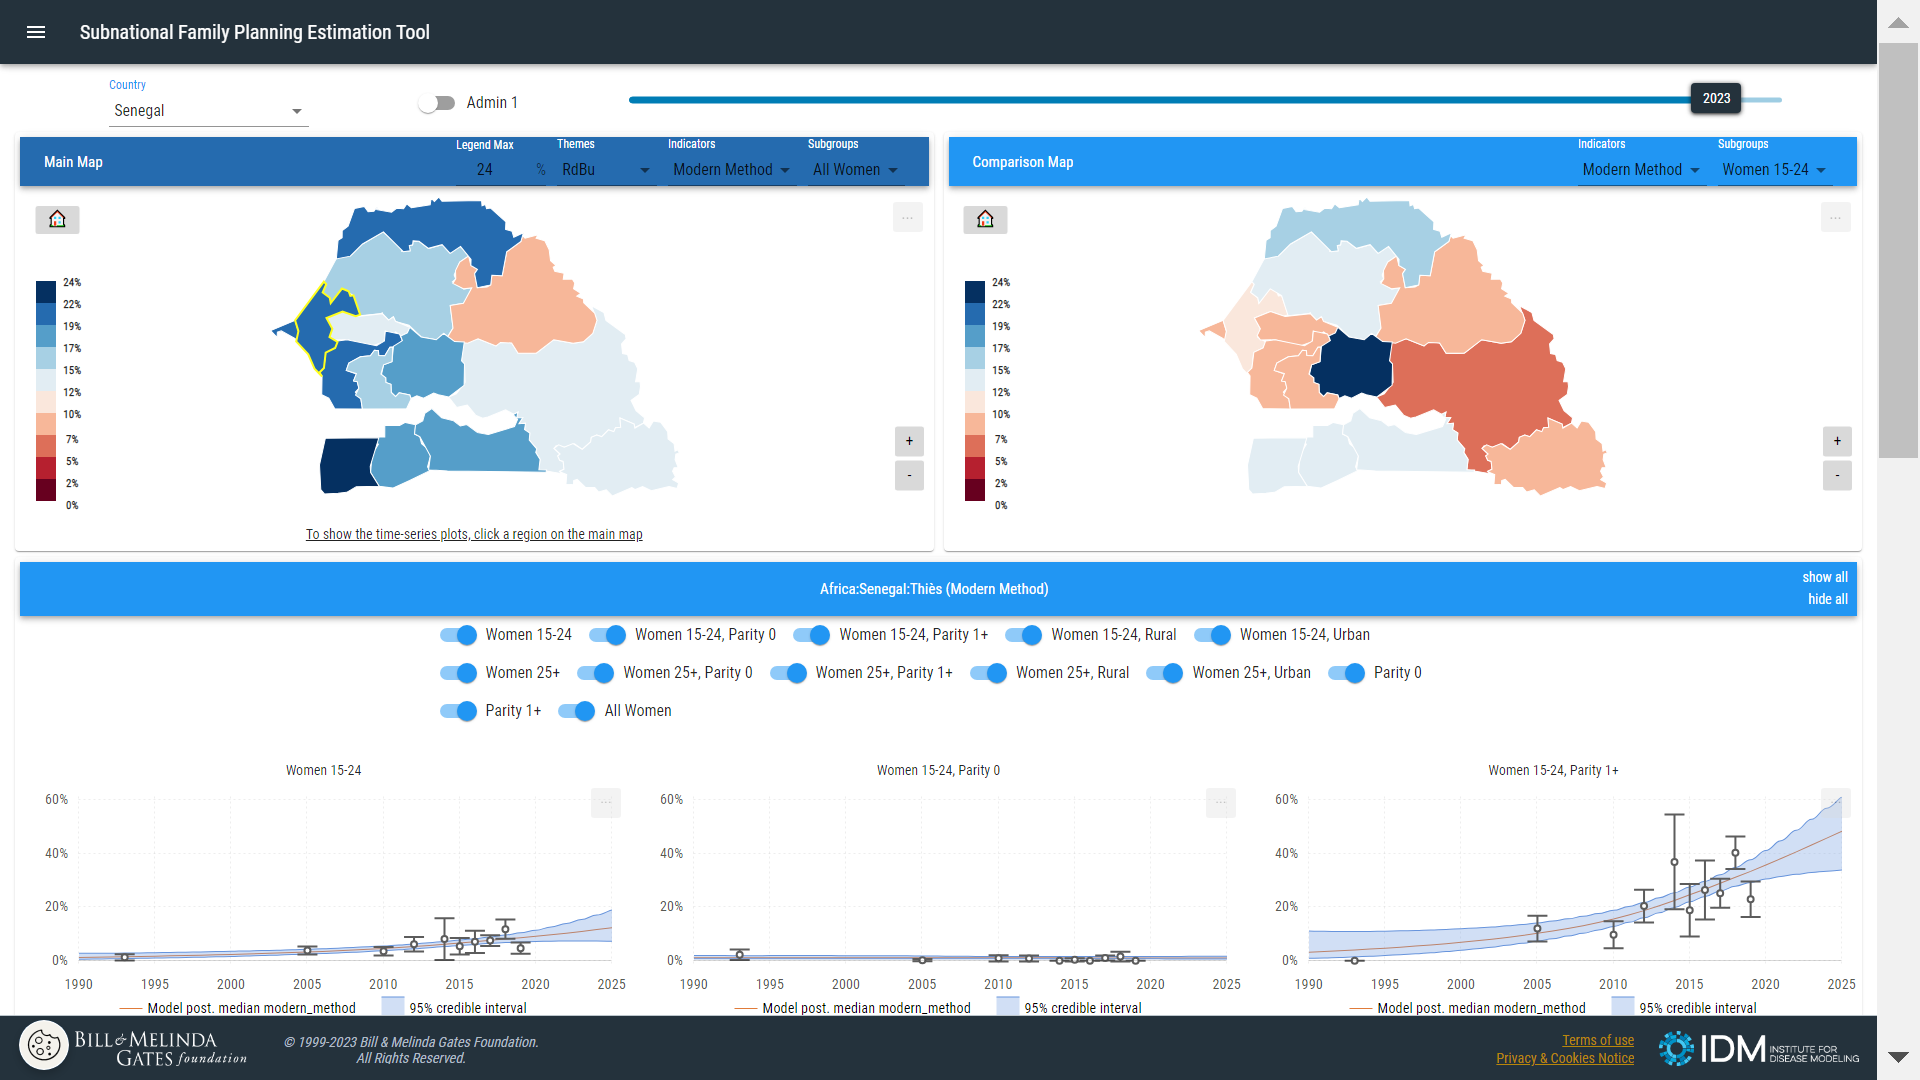 Subnational Family Planning Estimation Tool
Country
Senegal
Admin 1
2023
Main Map
Legend Max
24 %
Themes
RdBu
Indicators
Modern Method
Subgroups
All Women
Comparison Map
Indicators
Modern Method
Subgroups
Women 15-24
...
...
24%
22%
19%
17%
15%
12%
10%
7%
5%
2%
0%
+
-
24%
22%
19%
17%
15%
12%
10%
7%
5%
2%
0%
+
-
To show the time-series plots, click a region on the main map
Africa:Senegal:Thiès (Modern Method)
show all
hide all
Women 15-24 Women 15-24, Parity 0 Women 15-24, Parity 1+ Women 15-24, Rural Women 15-24, Urban
Women 25+ Women 25+, Parity 0 Women 25+, Parity 1+ Women 25+, Rural Women 25+, Urban Parity 0
Parity 1+ All Women
Women 15-24
...
60%
40%
20%
0%
1990 1995 2000 2005 2010 2015 2020 2025
Model post. median modern_method 95% credible interval
Women 15-24, Parity 0
...
60%
40%
20%
0%
1990 1995 2000 2005 2010 2015 2020 2025
Model post. median modern_method 95% credible interval
Women 15-24, Parity 1+
...
60%
40%
20%
0%
1990 1995 2000 2005 2010 2015 2020 2025
Model post. median modern_method 95% credible interval
BILL & MELINDA
GATES foundation
© 1999-2023 Bill & Melinda Gates Foundation.
All Rights Reserved.
Terms of use
Privacy & Cookies Notice
IDM INSTITUTE FOR
DISEASE MODELING